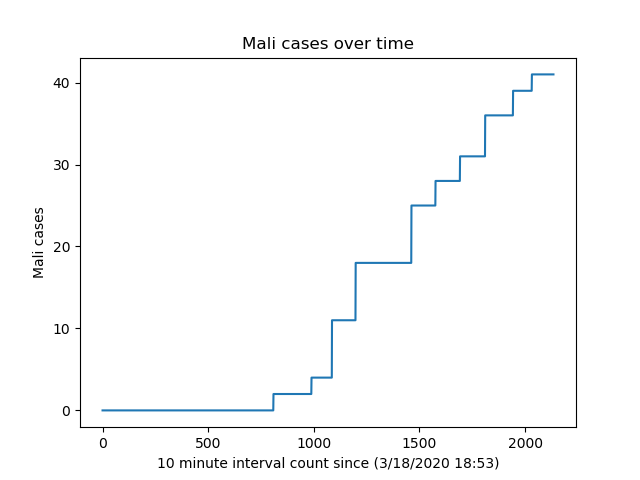 Mali cases over time
40
30
20
10
0
Mali cases
0 500 1000 1500 2000
10 minute interval count since (3/18/2020 18:53)